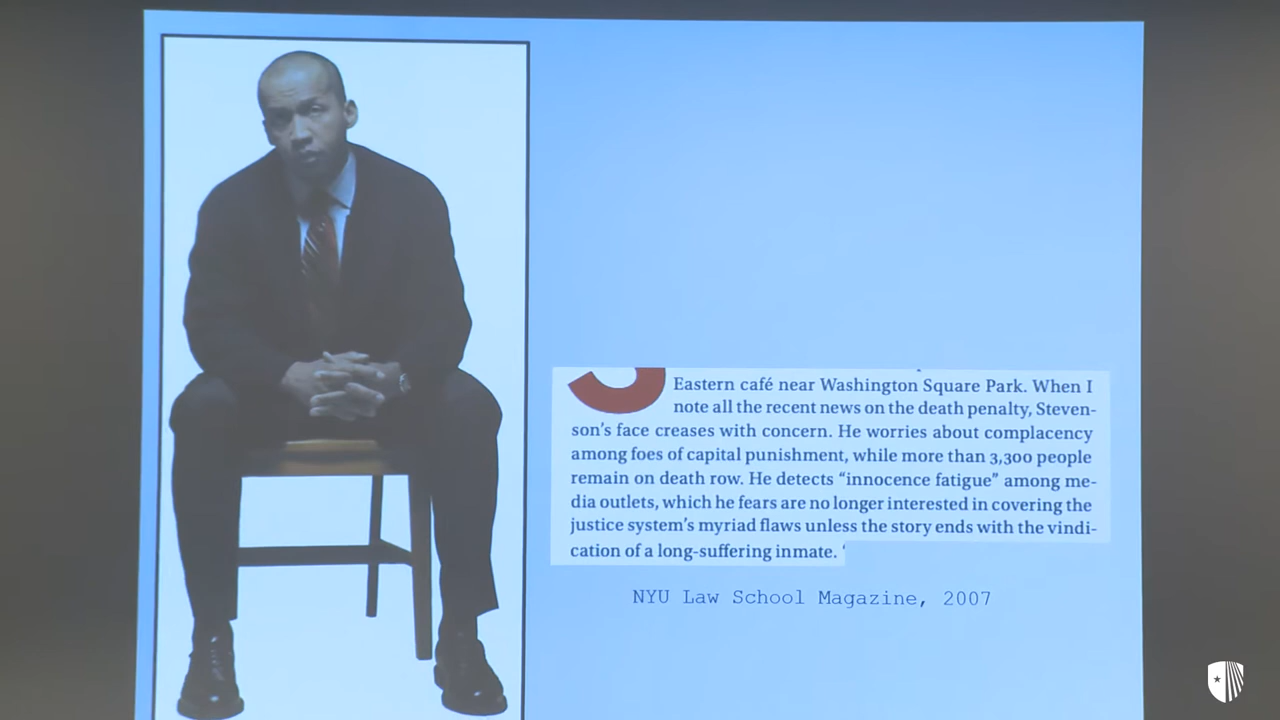 Eastern café near Washington Square Park. When I
note all the recent news on the death penalty, Steven-
son's face creases with concern. He worries about complacency
among foes of capital punishment, while more than 3,300 people
remain on death row. He detects “innocence fatigue” among me-
dia outlets, which he fears are no longer interested in covering the
justice system's myriad flaws unless the story ends with the vindi-
cation of a long-suffering inmate. ‘
NYU Law School Magazine, 2007